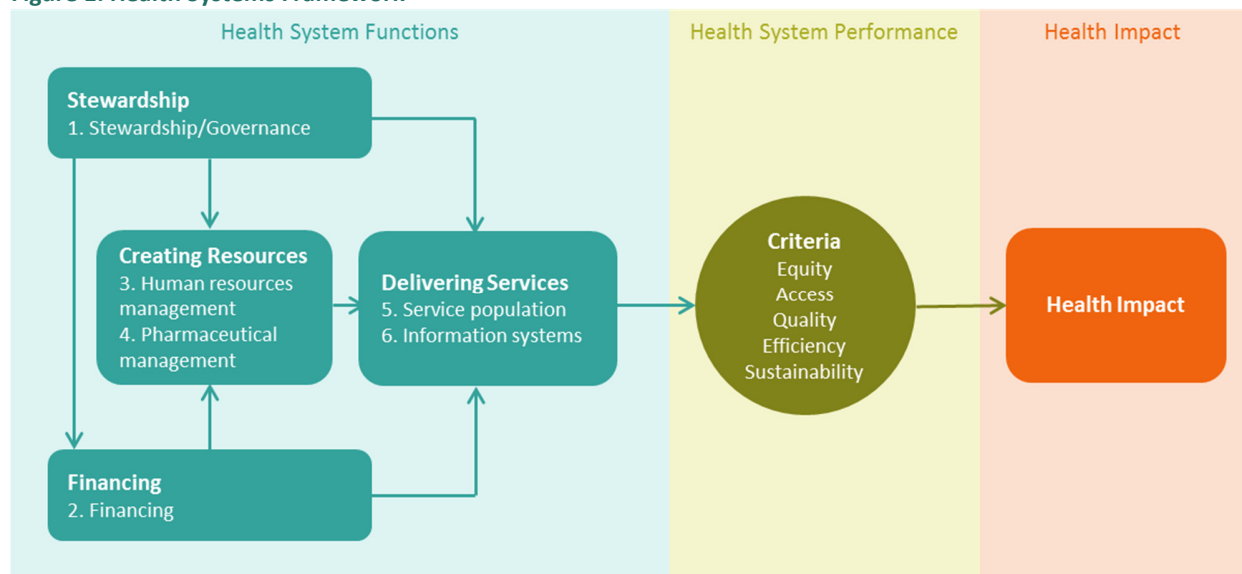 Health System Functions
Health System Performance
Health Impact
Stewardship
1. Stewardship/Governance
Creating Resources
3. Human resources
management
4. Pharmaceutical
management
Delivering Services
5. Service population
6. Information systems
Financing
2. Financing
Criteria
Equity
Access
Quality
Efficiency
Sustainability
Health Impact